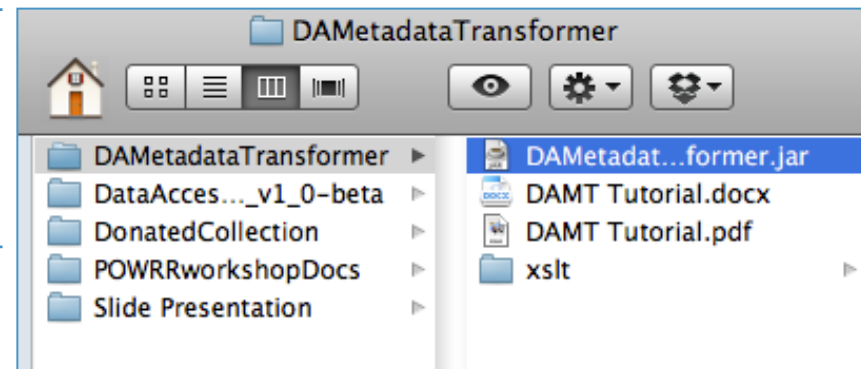 DAMetadataTransformer
DAMetadataTransformer
DataAcces..._v1_0-beta
DonatedCollection
POWRRworkshopDocs
Slide Presentation
DAMetadat...former.jar
DAMT Tutorial.docx
DAMT Tutorial.pdf
xslt